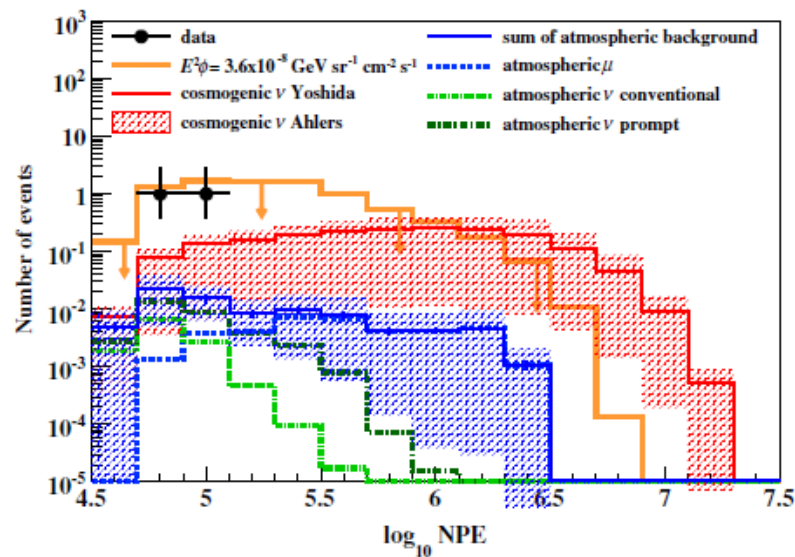 data
E²ϕ= 3.6x10⁻⁸ GeV sr⁻¹ cm⁻² s⁻¹
cosmogenic ν Yoshida
cosmogenic ν Ahlers
sum of atmospheric background
atmospheric μ
atmospheric ν conventional
atmospheric ν prompt
Number of events
10³
10²
10
1
10⁻¹
10⁻²
10⁻³
10⁻⁴
10⁻⁵
4.5 5 5.5 6 6.5 7 7.5
log₁₀ NPE